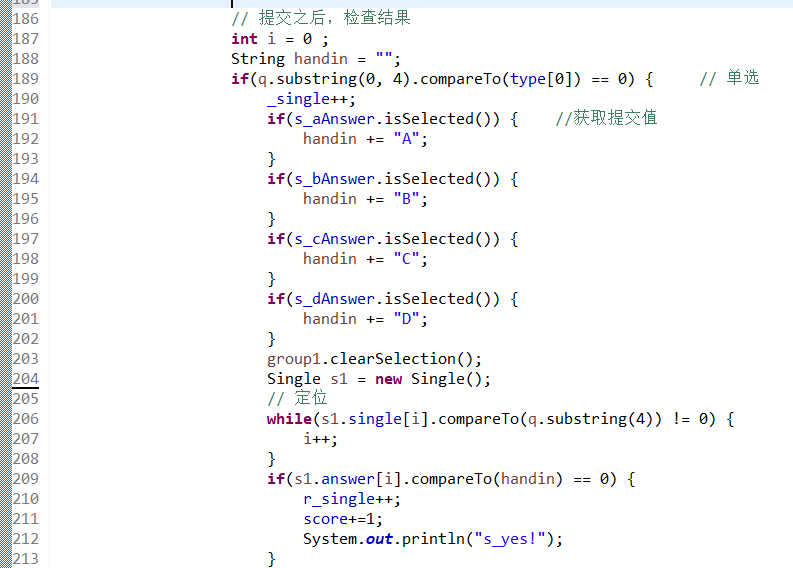 186 // 提交之后，检查结果
187 int i = 0 ;
188 String handin = "";
189 if(q.substring(0, 4).compareTo(type[0]) == 0) { // 单选
190 _single++;
191 if(s_aAnswer.isSelected()) { //获取提交值
192 handin += "A";
193 }
194 if(s_bAnswer.isSelected()) {
195 handin += "B";
196 }
197 if(s_cAnswer.isSelected()) {
198 handin += "C";
199 }
200 if(s_dAnswer.isSelected()) {
201 handin += "D";
202 }
203 group1.clearSelection();
204 Single s1 = new Single();
205 // 定位
206 while(s1.single[i].compareTo(q.substring(4)) != 0) {
207 i++;
208 }
209 if(s1.answer[i].compareTo(handin) == 0) {
210 r_single++;
211 score+=1;
212 System.out.println("s_yes!");
213 }